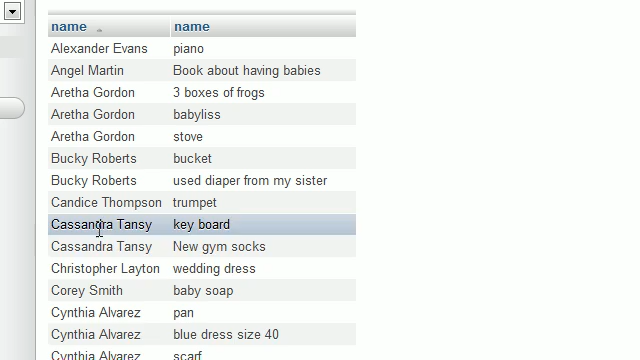 name name
Alexander Evans piano
Angel Martin Book about having babies
Aretha Gordon 3 boxes of frogs
Aretha Gordon babyliss
Aretha Gordon stove
Bucky Roberts bucket
Bucky Roberts used diaper from my sister
Candice Thompson trumpet
Cassandra Tansy key board
Cassandra Tansy New gym socks
Christopher Layton wedding dress
Corey Smith baby soap
Cynthia Alvarez pan
Cynthia Alvarez blue dress size 40
Cynthia Alvarez scarf